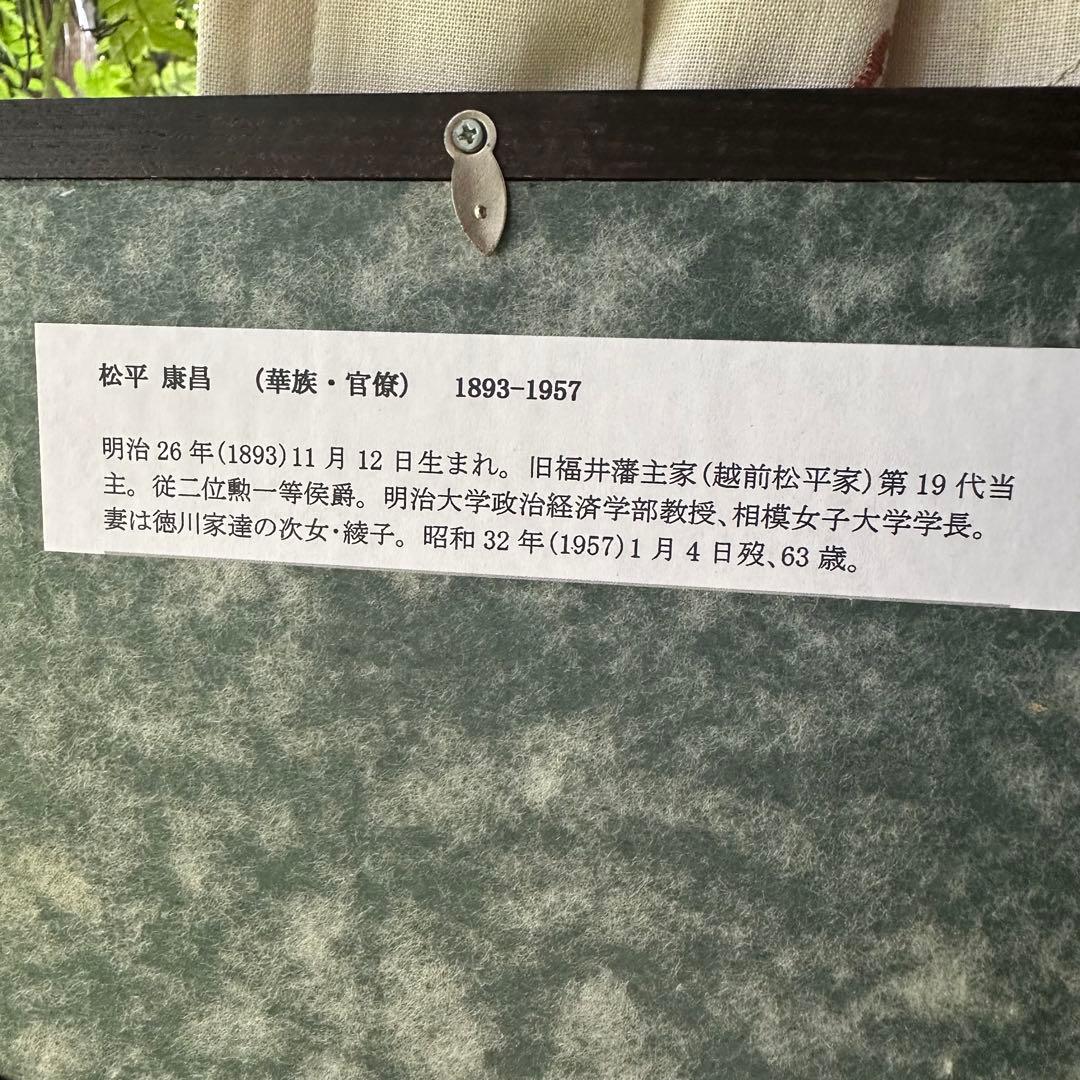 松平 康昌　（華族・官僚）　1893-1957
明治 26 年(1893)11 月 12 日生まれ。旧福井藩主家(越前松平家)第 19 代当
主。従二位勲一等侯爵。明治大学政治経済学部教授、相模女子大学学長。
妻は徳川家達の次女・綾子。昭和 32 年(1957)1 月 4 日歿、63 歳。